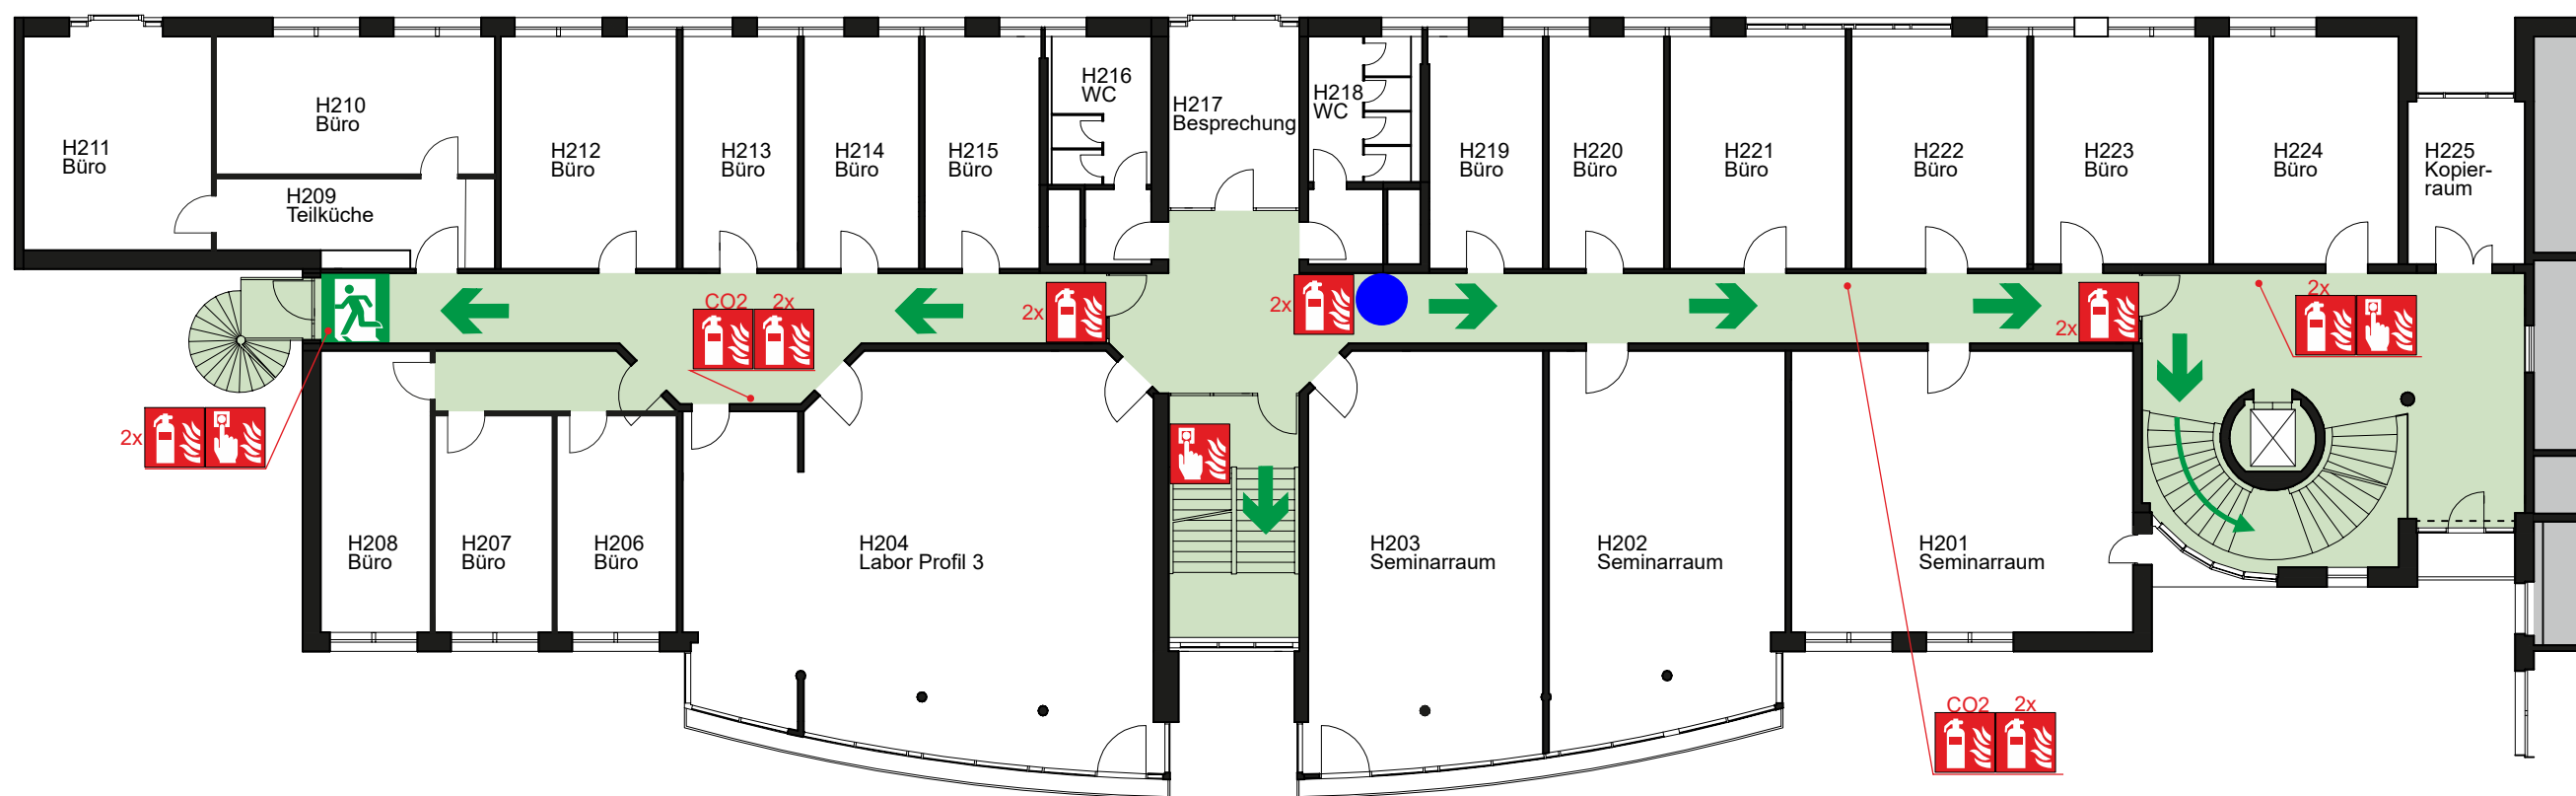 H211
Büro
H210
Büro
H209
Teilküche
H212
Büro
H213
Büro
H214
Büro
H215
Büro
H216
WC
H217
Besprechung
H218
WC
H219
Büro
H220
Büro
H221
Büro
H222
Büro
H223
Büro
H224
Büro
H225
Kopier-
raum
CO2 2x
2x
2x
2x
2x
2x
H208
Büro
H207
Büro
H206
Büro
H204
Labor Profil 3
H203
Seminarraum
H202
Seminarraum
H201
Seminarraum
CO2 2x